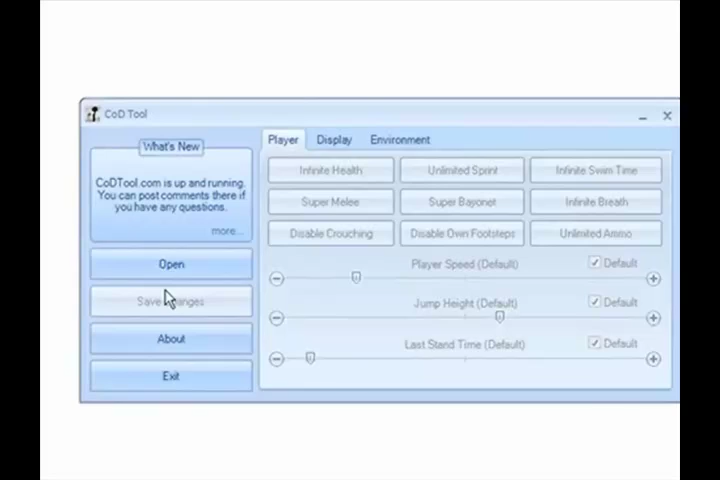 CoD Tool
What's New
CoDTool.com is up and running.
You can post comments there if
you have any questions.
more...
Open
Save Changes
About
Exit
Player Display Environment
Infinite Health Unlimited Sprint Infinite Swim Time
Super Melee Super Bayonet Infinite Breath
Disable Crouching Disable Own Footsteps Unlimited Ammo
Player Speed (Default) Default
Jump Height (Default) Default
Last Stand Time (Default) Default